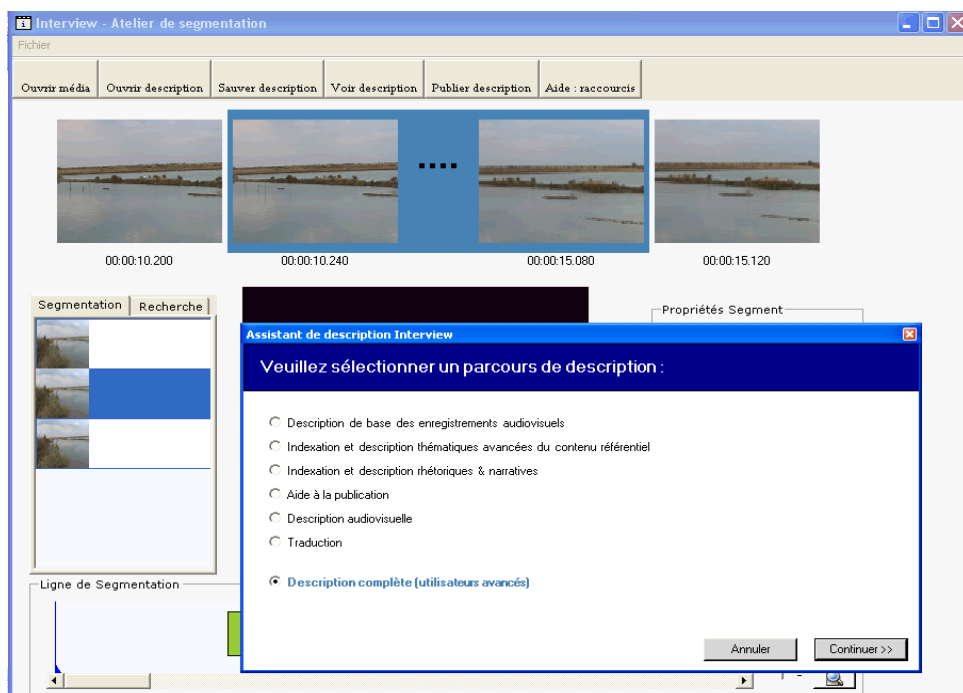 Interview - Atelier de segmentation
Fichier
Ouvrir média Ouvrir description Sauver description Voir description Publier description Aide : raccourcis
....
00:00:10.200 00:00:10.240 00:00:15.080 00:00:15.120
Segmentation Recherche
Propriétés Segment
Assistant de description Interview
Veuillez sélectionner un parcours de description :
Description de base des enregistrements audiovisuels
Indexation et description thématiques avancées du contenu référentiel
Indexation et description rhétoriques & narratives
Aide à la publication
Description audiovisuelle
Traduction
Description complète (utilisateurs avancés)
Ligne de Segmentation
Annuler Continuer >>